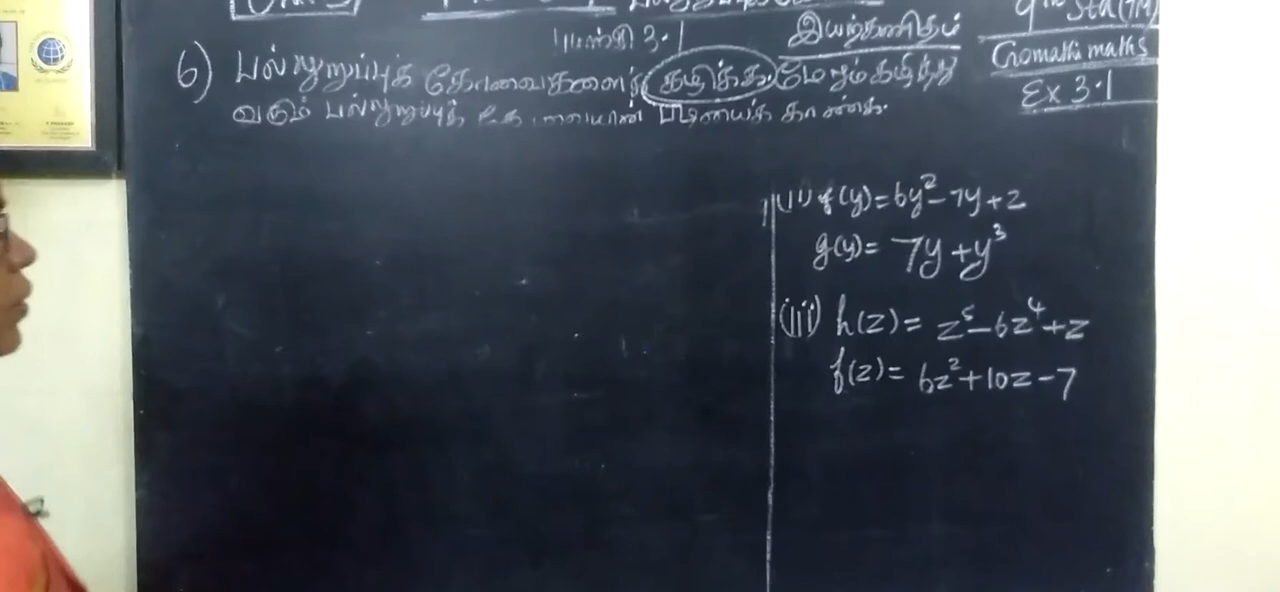 பயிற்சி 3.1
இயற்கணிதம்
9th Std (TM)
Gomathi maths
Ex 3.1
6) பல்லுறுப்புக் கோவைகளைக் கழிக்க. மேலும் கழித்து
வரும் பல்லுறுப்புக் கோவையின் படியைக் காண்க.
(ii) f(y) = 6y² - 7y + 2
g(y) = 7y + y³
(iii) h(z) = z⁵ - 6z⁴ + z
f(z) = 6z² + 10z - 7